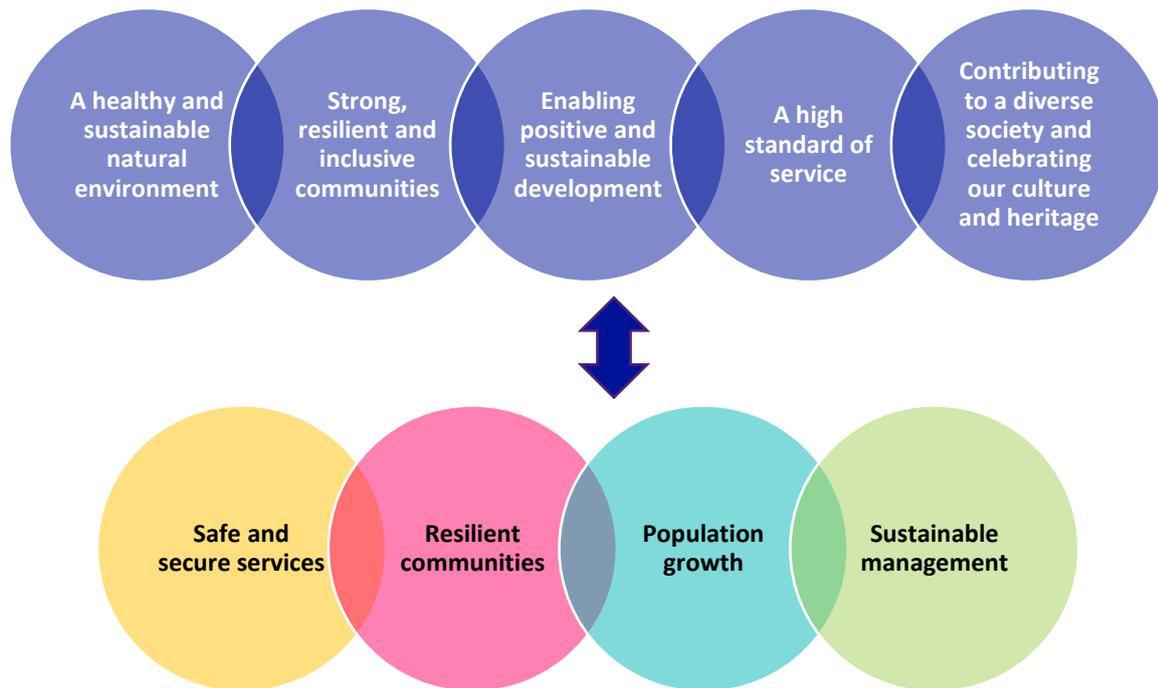 A healthy and
sustainable
natural
environment
Strong,
resilient and
inclusive
communities
Enabling
positive and
sustainable
development
A high
standard of
service
Contributing
to a diverse
society and
celebrating
our culture
and heritage
Safe and
secure services
Resilient
communities
Population
growth
Sustainable
management